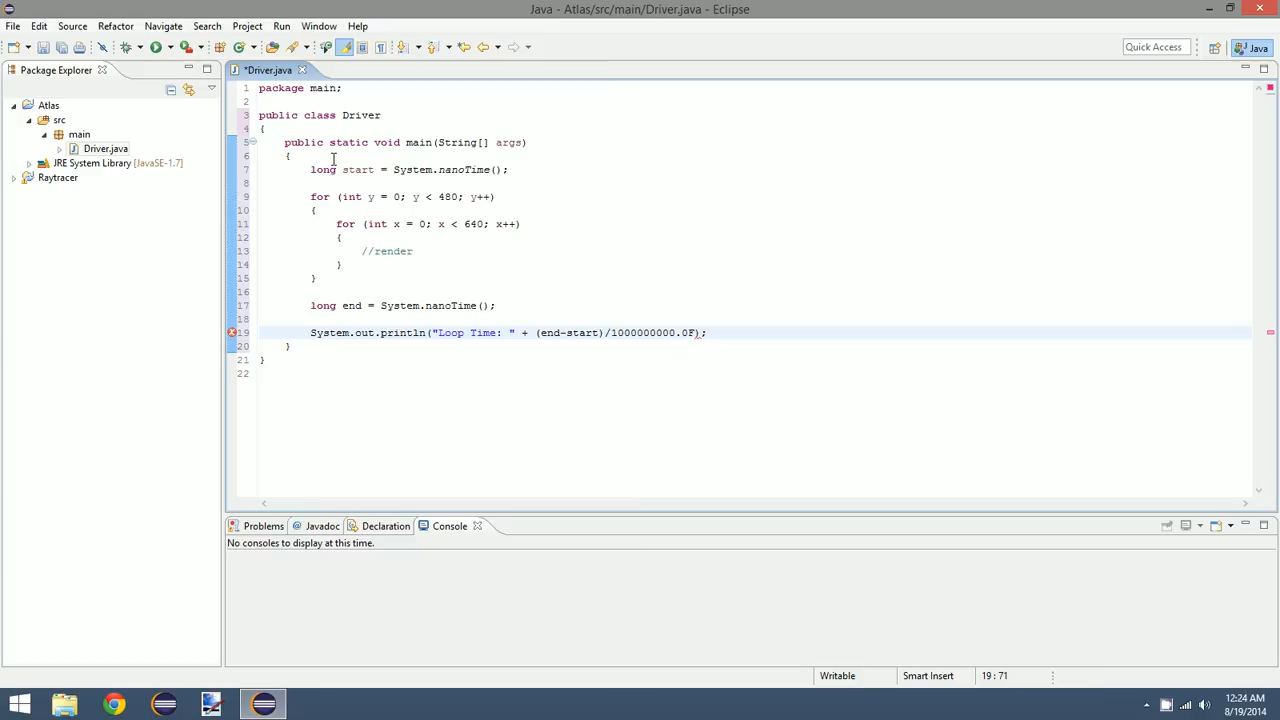 Java - Atlas/src/main/Driver.java - Eclipse
File Edit Source Refactor Navigate Search Project Run Window Help
Quick Access Java
Package Explorer
*Driver.java
Atlas
src
main
Driver.java
JRE System Library [JavaSE-1.7]
Raytracer
1 package main;
2
3 public class Driver
4 {
5 public static void main(String[] args)
6 {
7 long start = System.nanoTime();
8
9 for (int y = 0; y < 480; y++)
10 {
11 for (int x = 0; x < 640; x++)
12 {
13 //render
14 }
15 }
16
17 long end = System.nanoTime();
18
19 System.out.println("Loop Time: " + (end-start)/1000000000.0F);
20 }
21 }
22
Problems @ Javadoc Declaration Console
No consoles to display at this time.
Writable Smart Insert 19 : 71
12:24 AM
8/19/2014